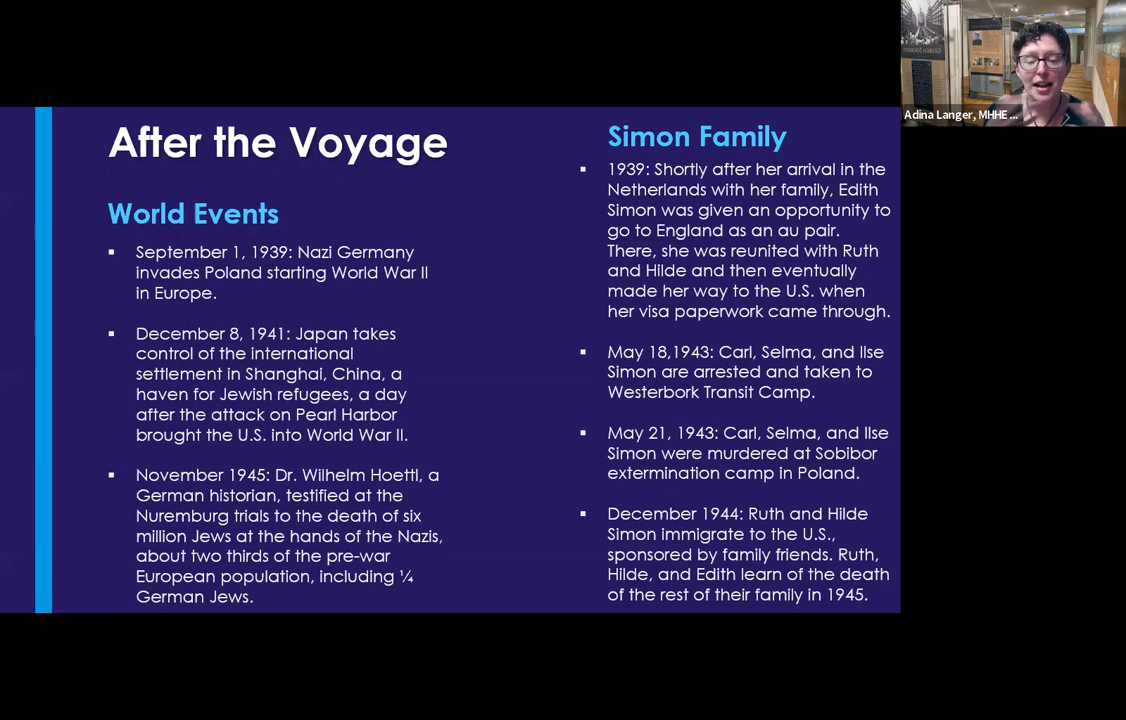 After the Voyage
World Events
▪ September 1, 1939: Nazi Germany
invades Poland starting World War II
in Europe.
▪ December 8, 1941: Japan takes
control of the international
settlement in Shanghai, China, a
haven for Jewish refugees, a day
after the attack on Pearl Harbor
brought the U.S. into World War II.
▪ November 1945: Dr. Wilhelm Hoettl, a
German historian, testified at the
Nuremburg trials to the death of six
million Jews at the hands of the Nazis,
about two thirds of the pre-war
European population, including ¼
German Jews.
Simon Family
▪ 1939: Shortly after her arrival in the
Netherlands with her family, Edith
Simon was given an opportunity to
go to England as an au pair.
There, she was reunited with Ruth
and Hilde and then eventually
made her way to the U.S. when
her visa paperwork came through.
▪ May 18,1943: Carl, Selma, and Ilse
Simon are arrested and taken to
Westerbork Transit Camp.
▪ May 21, 1943: Carl, Selma, and Ilse
Simon were murdered at Sobibor
extermination camp in Poland.
▪ December 1944: Ruth and Hilde
Simon immigrate to the U.S.,
sponsored by family friends. Ruth,
Hilde, and Edith learn of the death
of the rest of their family in 1945.
Adina Langer, MHHE ...